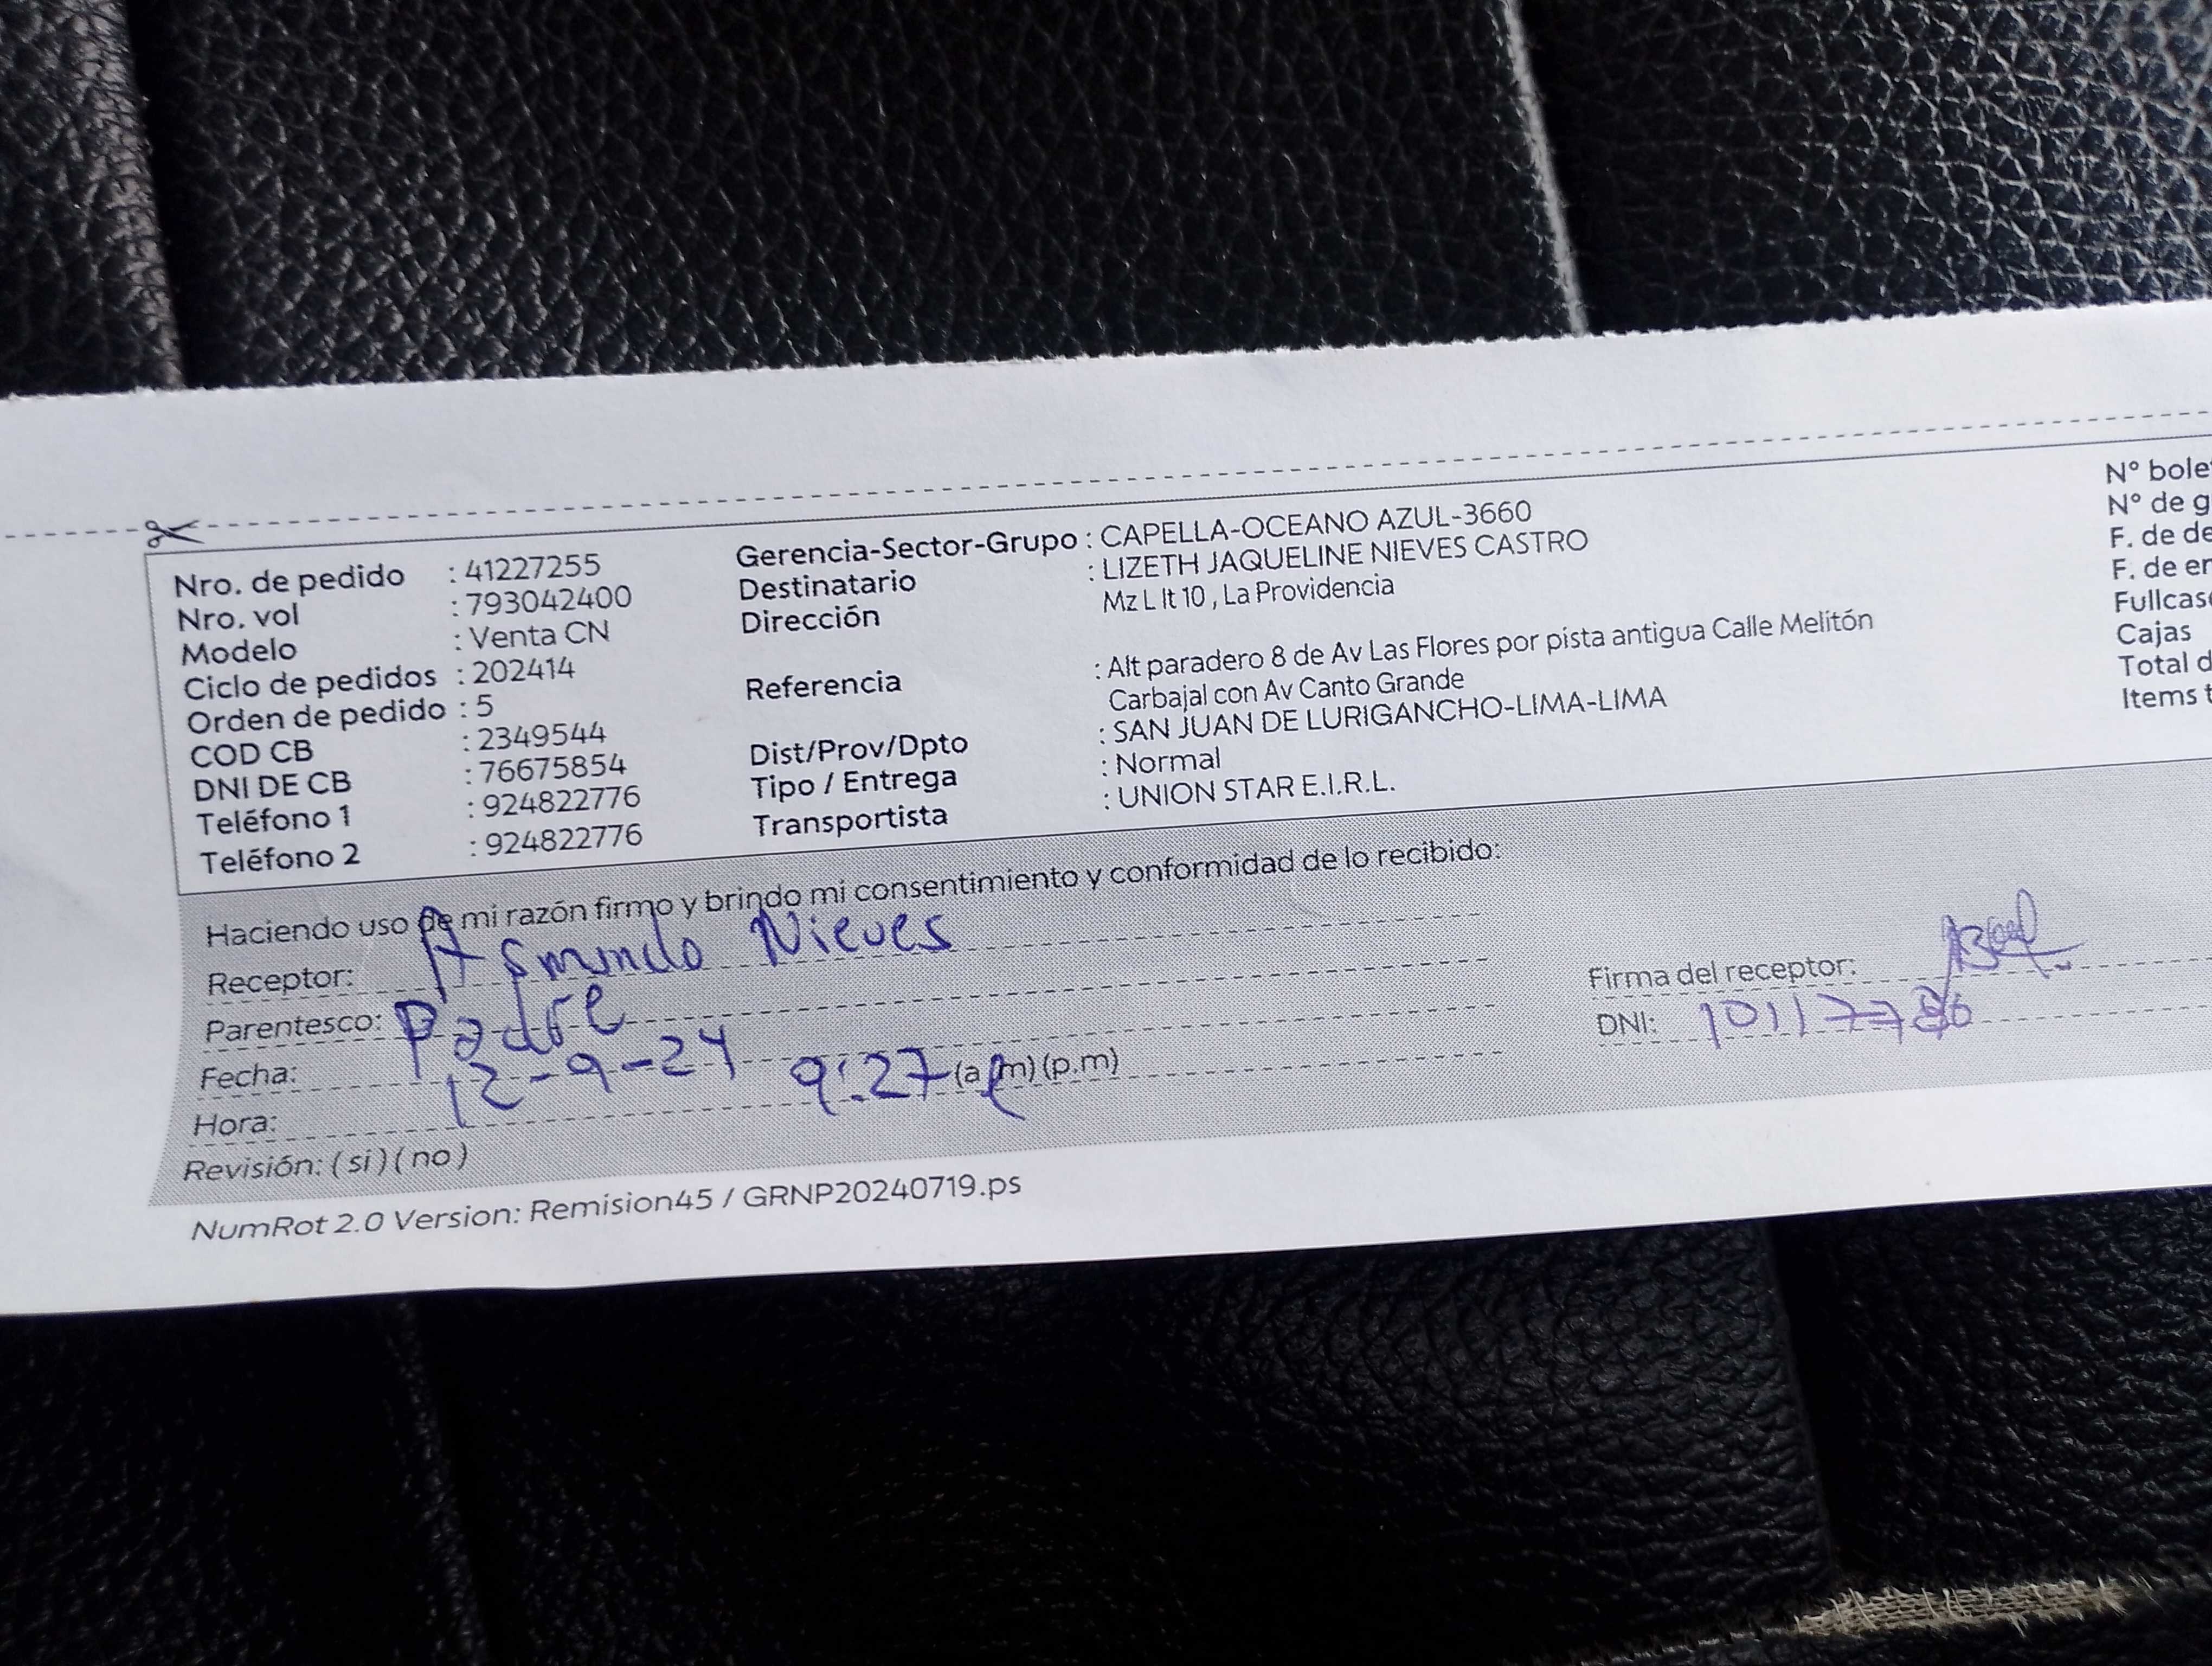 Nro. de pedido : 41227255
Nro. vol : 793042400
Modelo : Venta CN
Ciclo de pedidos : 202414
Orden de pedido : 5
COD CB : 2349544
DNI DE CB : 76675854
Teléfono 1 : 924822776
Teléfono 2 : 924822776
Gerencia-Sector-Grupo : CAPELLA-OCEANO AZUL-3660
Destinatario : LIZETH JAQUELINE NIEVES CASTRO
Dirección Mz L lt 10 , La Providencia
Referencia : Alt paradero 8 de Av Las Flores por pista antigua Calle Melitón
Carbajal con Av Canto Grande
Dist/Prov/Dpto : SAN JUAN DE LURIGANCHO-LIMA-LIMA
Tipo / Entrega : Normal
Transportista : UNION STAR E.I.R.L.
N° bole
N° de g
F. de de
F. de en
Fullcas
Cajas
Total d
Items t
Haciendo uso de mi razón firmo y brindo mi consentimiento y conformidad de lo recibido:
Receptor: Nieves
Parentesco: Padre
Fecha: 12-9-24
Hora: 9:27 (a.m) (p.m)
Revisión: ( si ) ( no )
Firma del receptor:
DNI:
NumRot 2.0 Version: Remision45 / GRNP20240719.ps